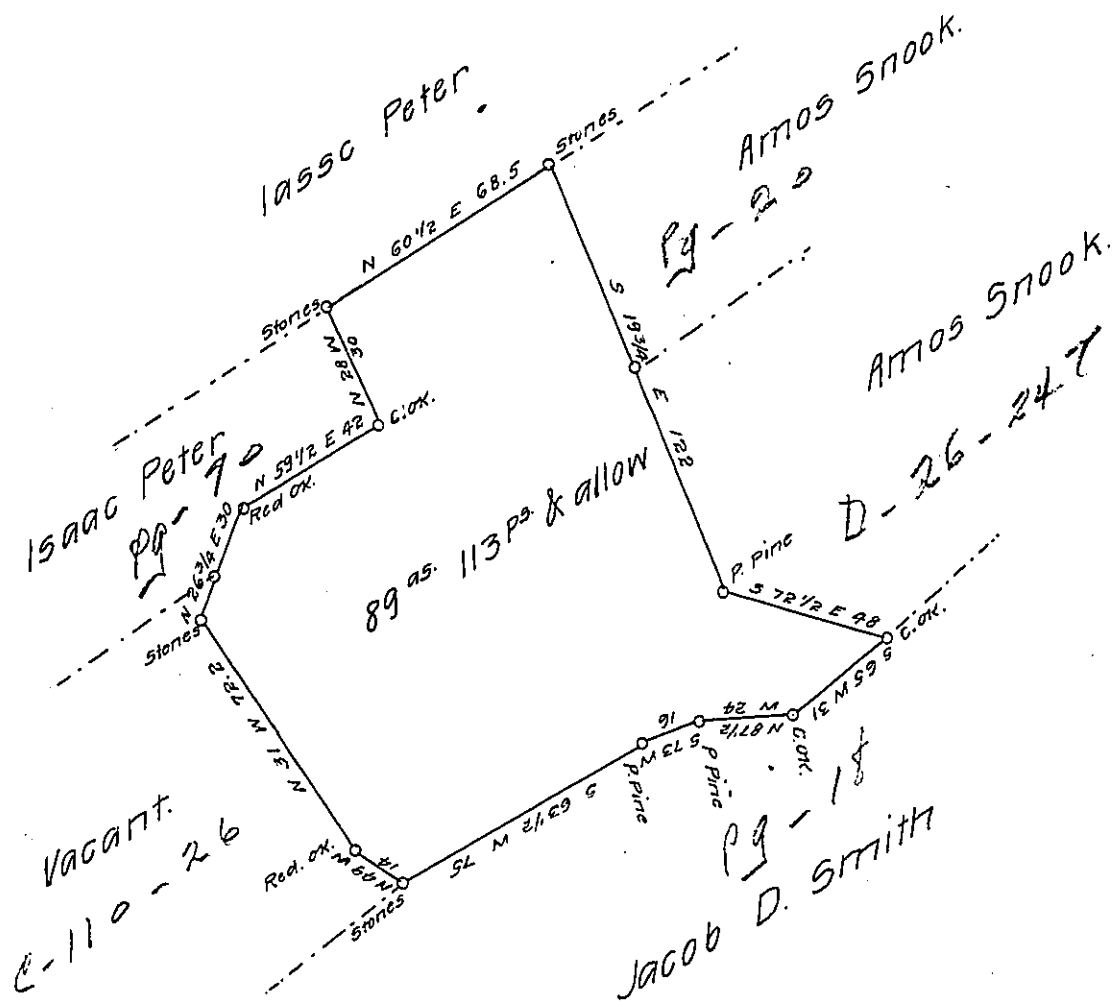 Iassc Peter
Amos Snook.
Pg - 20
Stones
N 60 1/2 E 68.5
Stones
S 19 3/4 E 122
N 28 W 30
C.OK.
N 59 1/2 E 42
Red OK.
Isaac Peter
Pg - 90
N 26 3/4 E 30
Stones
Amos Snook.
D - 26 - 247
89 as. 113 Ps. & allow
P. Pine
S 72 1/2 E 48
C.OK.
S 65 W 31
C.OK.
N 87 1/2 W 24
P Pine
S 73 W 16
P. Pine
S 63 1/2 W 75
Stones
N 49 W 14
Red. OK.
N 31 W 72.2
Vacant.
C - 110 - 26
Pg - 18
Jacob D. Smith